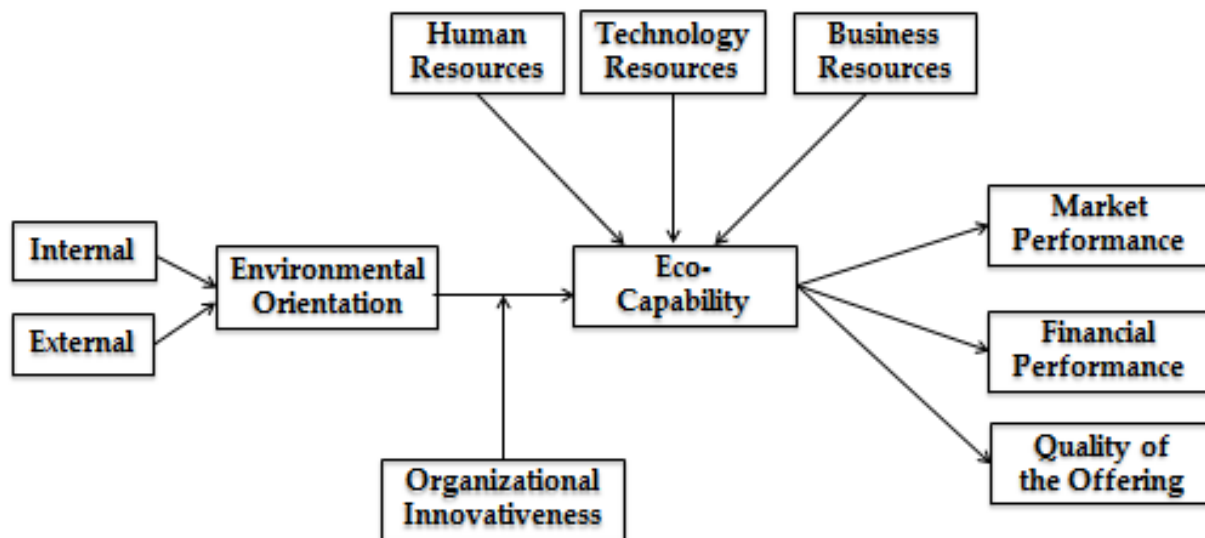 Human
Resources
Technology
Resources
Business
Resources
Internal
External
Environmental
Orientation
Eco-
Capability
Market
Performance
Financial
Performance
Quality of
the Offering
Organizational
Innovativeness